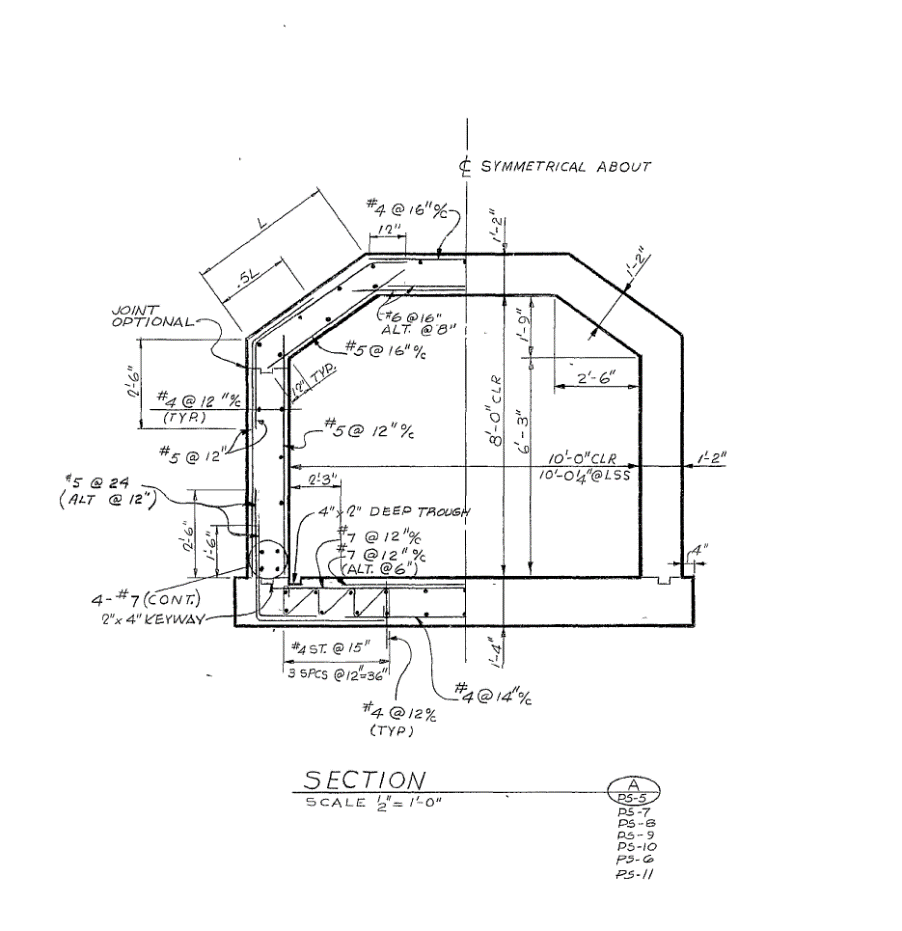 ℄ SYMMETRICAL ABOUT
#4 @ 16" %
12"
1'-2"
L
.5L
1'-2"
JOINT
OPTIONAL
#6 @ 16"
ALT. @ 8"
#5 @ 16" %
1'-9"
12" TYP.
2'-6"
2'-6"
#4 @ 12" %
(TYP.)
#5 @ 12" %
#5 @ 12"
8'-0" CLR
6'-3"
10'-0" CLR
10'-0¼" @ LSS
1'-2"
#5 @ 24
(ALT @ 12")
2'-3"
4" x 2" DEEP TROUGH
#7 @ 12" %
#7 @ 12" %
(ALT. @ 6")
2'-6"
1'-6"
4"
4-#7 (CONT.)
2" x 4" KEYWAY
#4 ST. @ 15"
3 SPCS @ 12" = 36"
1'-4"
#4 @ 14" %
#4 @ 12 %
(TYP.)
SECTION
SCALE ½" = 1'-0"
A
PS-5
PS-7
PS-8
PS-9
PS-10
PS-6
PS-11